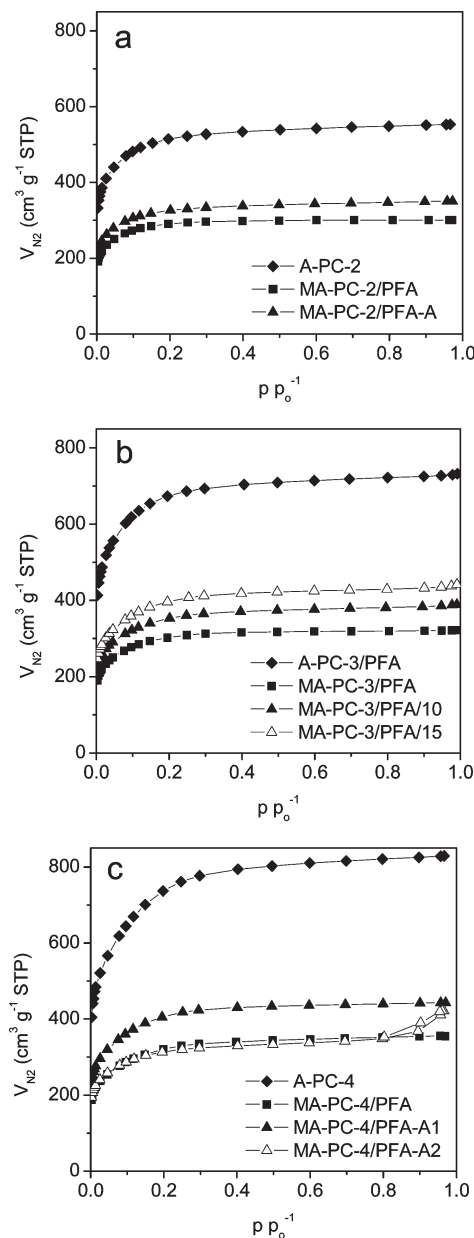 a
800
600
400
200
0
V_N2 (cm³ g⁻¹ STP)
A-PC-2
MA-PC-2/PFA
MA-PC-2/PFA-A
0.0 0.2 0.4 0.6 0.8 1.0
p pₒ⁻¹
b
800
600
400
200
0
V_N2 (cm³ g⁻¹ STP)
A-PC-3/PFA
MA-PC-3/PFA
MA-PC-3/PFA/10
MA-PC-3/PFA/15
0.0 0.2 0.4 0.6 0.8 1.0
p pₒ⁻¹
c
800
600
400
200
0
V_N2 (cm³ g⁻¹ STP)
A-PC-4
MA-PC-4/PFA
MA-PC-4/PFA-A1
MA-PC-4/PFA-A2
0.0 0.2 0.4 0.6 0.8 1.0
p pₒ⁻¹